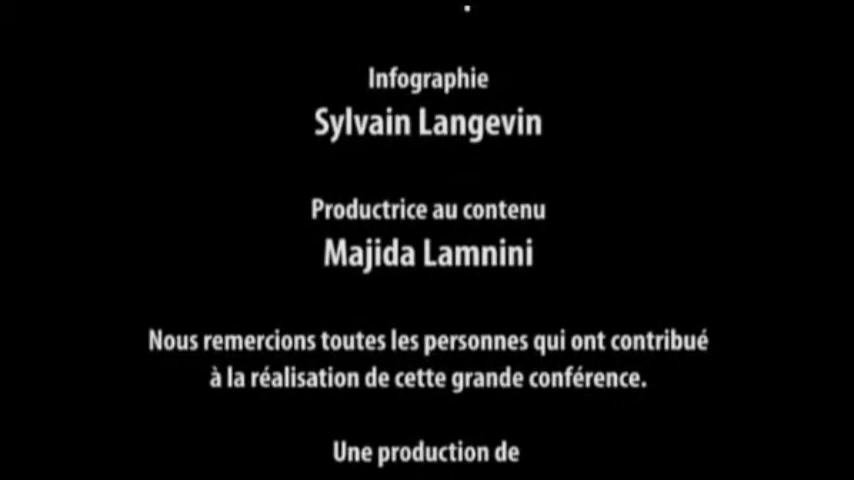 Infographie
Sylvain Langevin
Productrice au contenu
Majida Lamnini
Nous remercions toutes les personnes qui ont contribué
à la réalisation de cette grande conférence.
Une production de